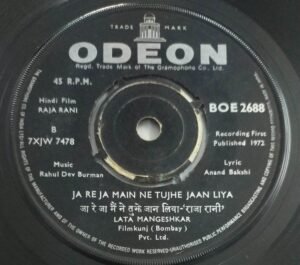 TRADE MARK
ODEON
Regd. Trade Mark of the Gramophone Co., Ltd.
45 R.P.M.
Hindi Film
RAJA RANI
BOE 2688
B
7XJW 7478
Recording First
Published 1972
Music
Rahul Dev Burman
Lyric
Anand Bakshi
JA RE JA MAIN NE TUJHE JAAN LIYA
जा रे जा मैं ने तुझे जान लिया-'राजा रानी'
LATA MANGESHKAR
Filmkunj (Bombay)
Pvc. Ltd.